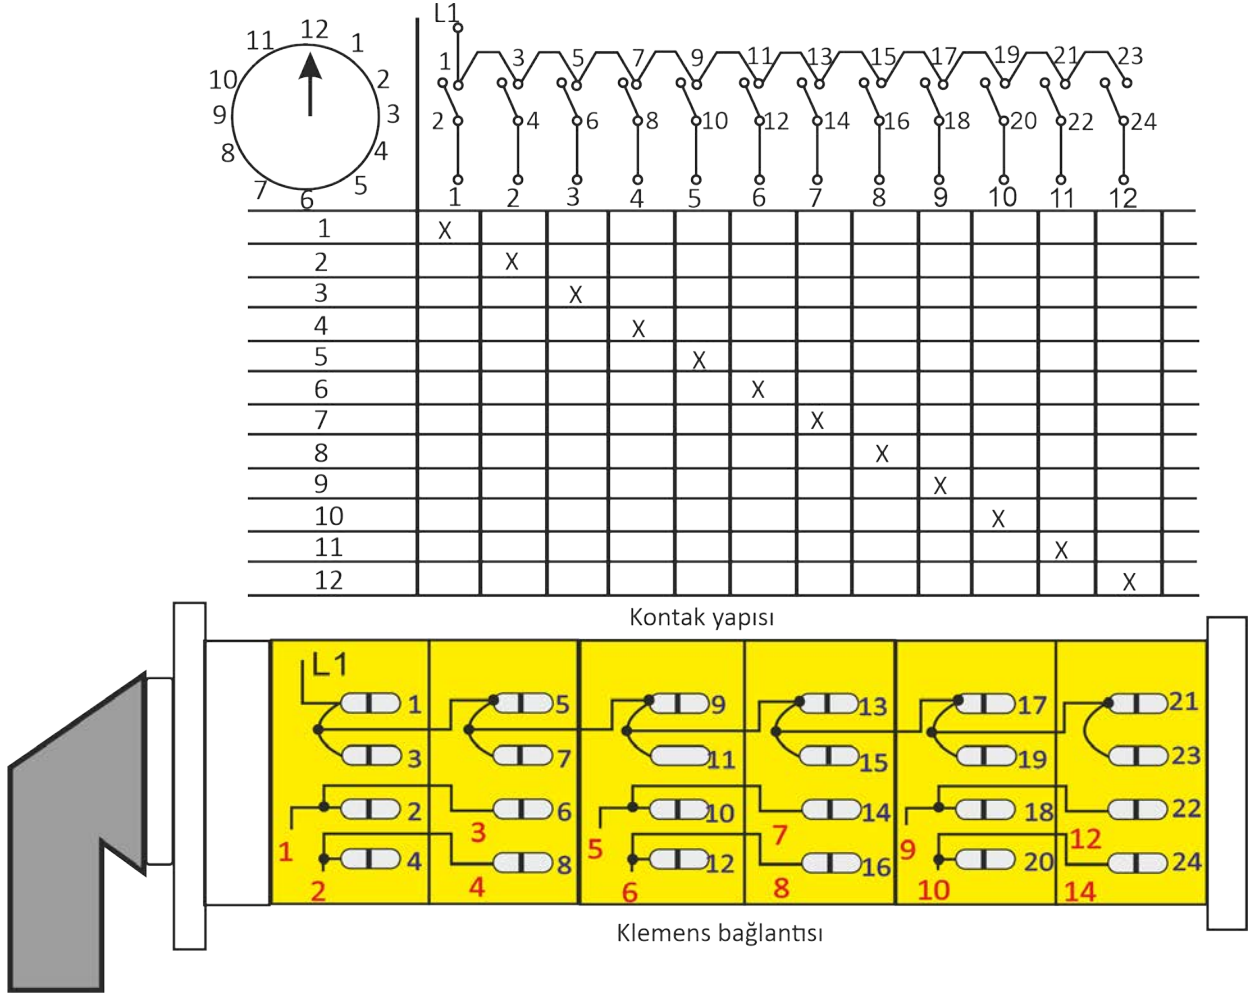 L1
12
11 1
10 2
9 3
8 4
7 5
6
1 3 5 7 9 11 13 15 17 19 21 23
2 4 6 8 10 12 14 16 18 20 22 24
1 2 3 4 5 6 7 8 9 10 11 12
1 X
2 X
3 X
4 X
5 X
6 X
7 X
8 X
9 X
10 X
11 X
12 X
Kontak yapısı
L1
1 5 9 13 17 21
3 7 11 15 19 23
2 6 10 14 18 22
1 3 5 7 9 12
4 8 12 16 20 24
2 4 6 8 10 14
Klemens bağlantısı